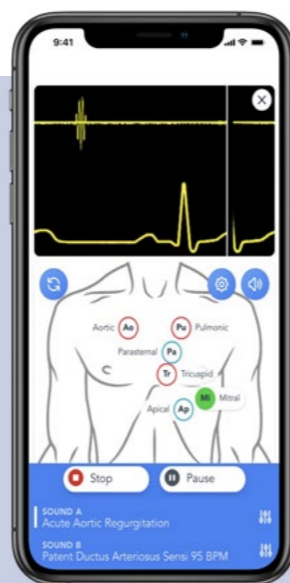 9:41
Aortic Ao Pu Pulmonic
Parasternal Pa
Tr Tricuspid
Mi Mitral
Apical Ap
Stop Pause
SOUND A
Acute Aortic Regurgitation
SOUND B
Patent Ductus Arteriosus Sensi 95 BPM